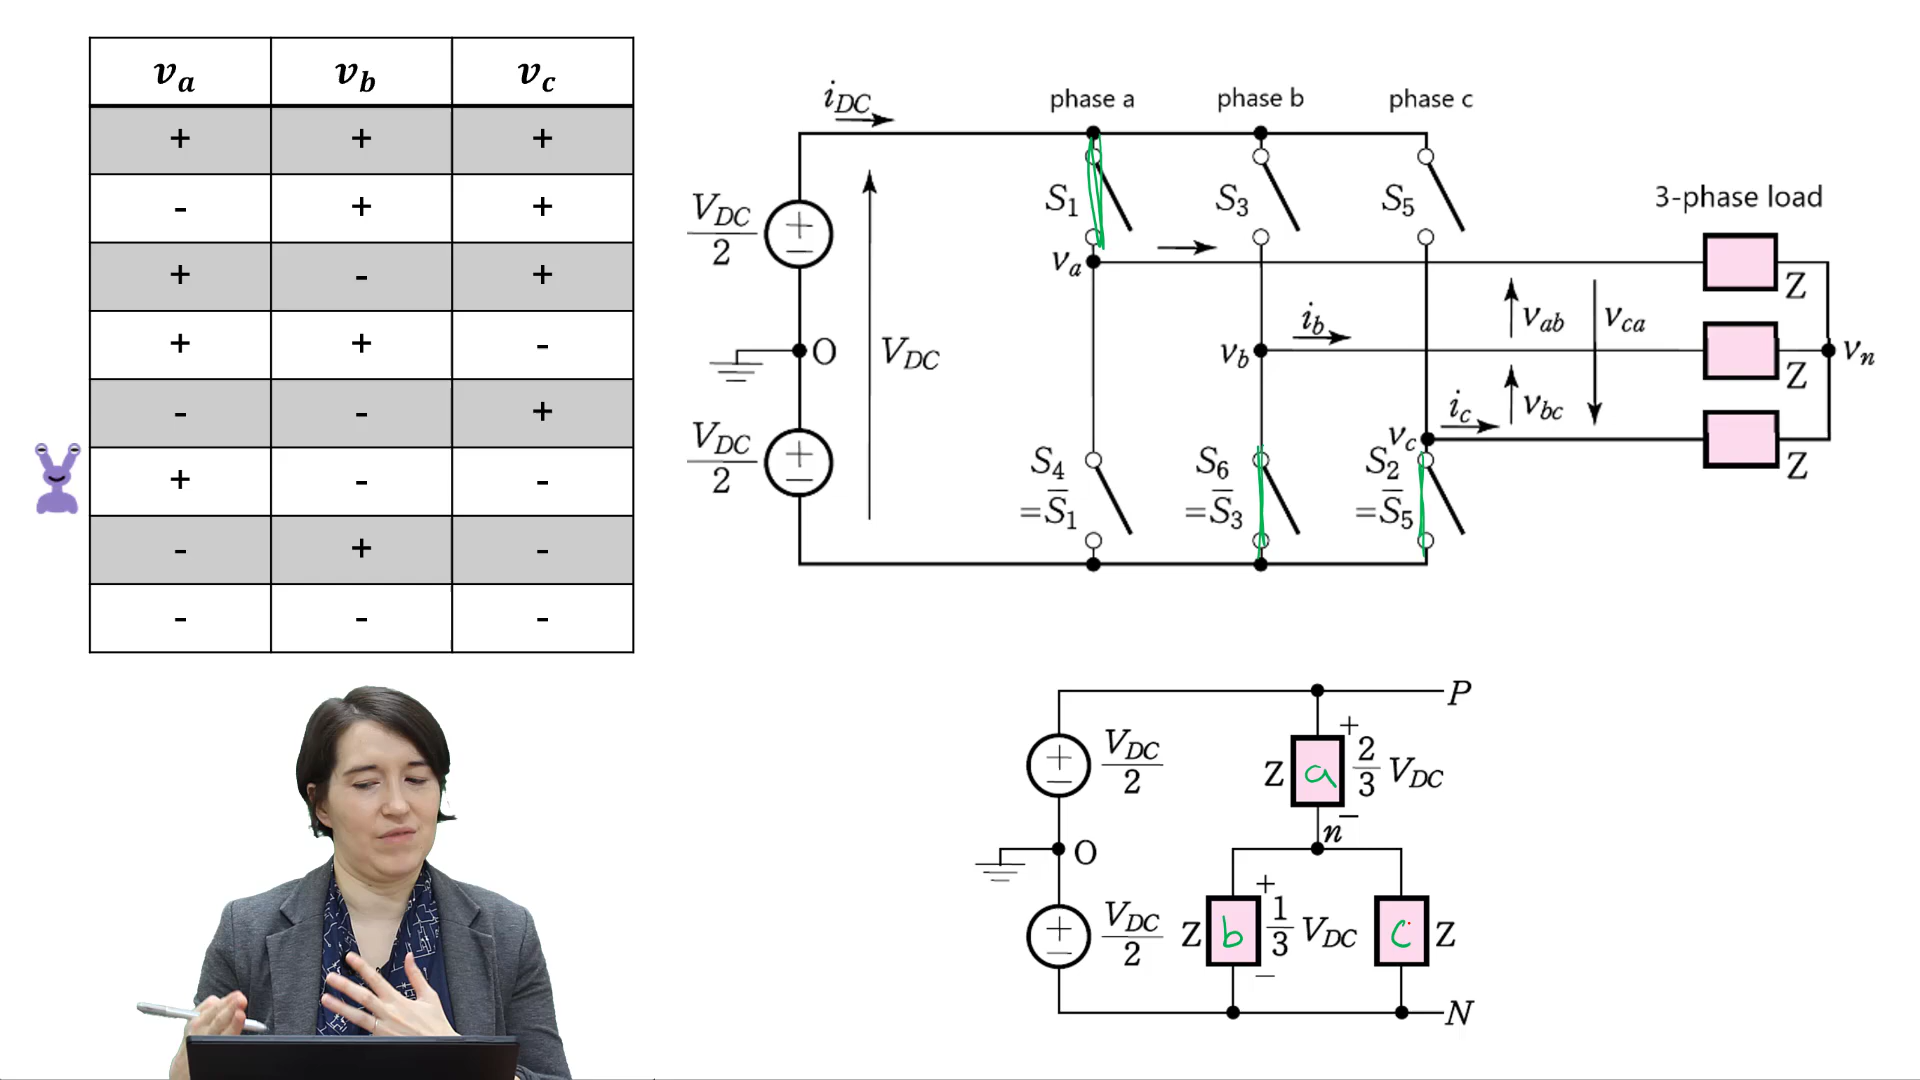 v_a v_b v_c
+ + +
- + +
+ - +
+ + -
- - +
+ - -
- + -
- - -
i_DC
phase a phase b phase c
V_DC/2
+
−
S_1 S_3 S_5
3-phase load
v_a
Z
O
V_DC
i_b
v_ab v_ca
v_b
Z
v_n
V_DC/2
+
−
i_c
v_bc
v_c
Z
S_4 S_6 S_2
=S̅_1 =S̅_3 =S̅_5
P
V_DC/2
+
−
Z a + 2/3 V_DC −
n
O
V_DC/2
+
−
Z b + 1/3 V_DC −
c Z
N